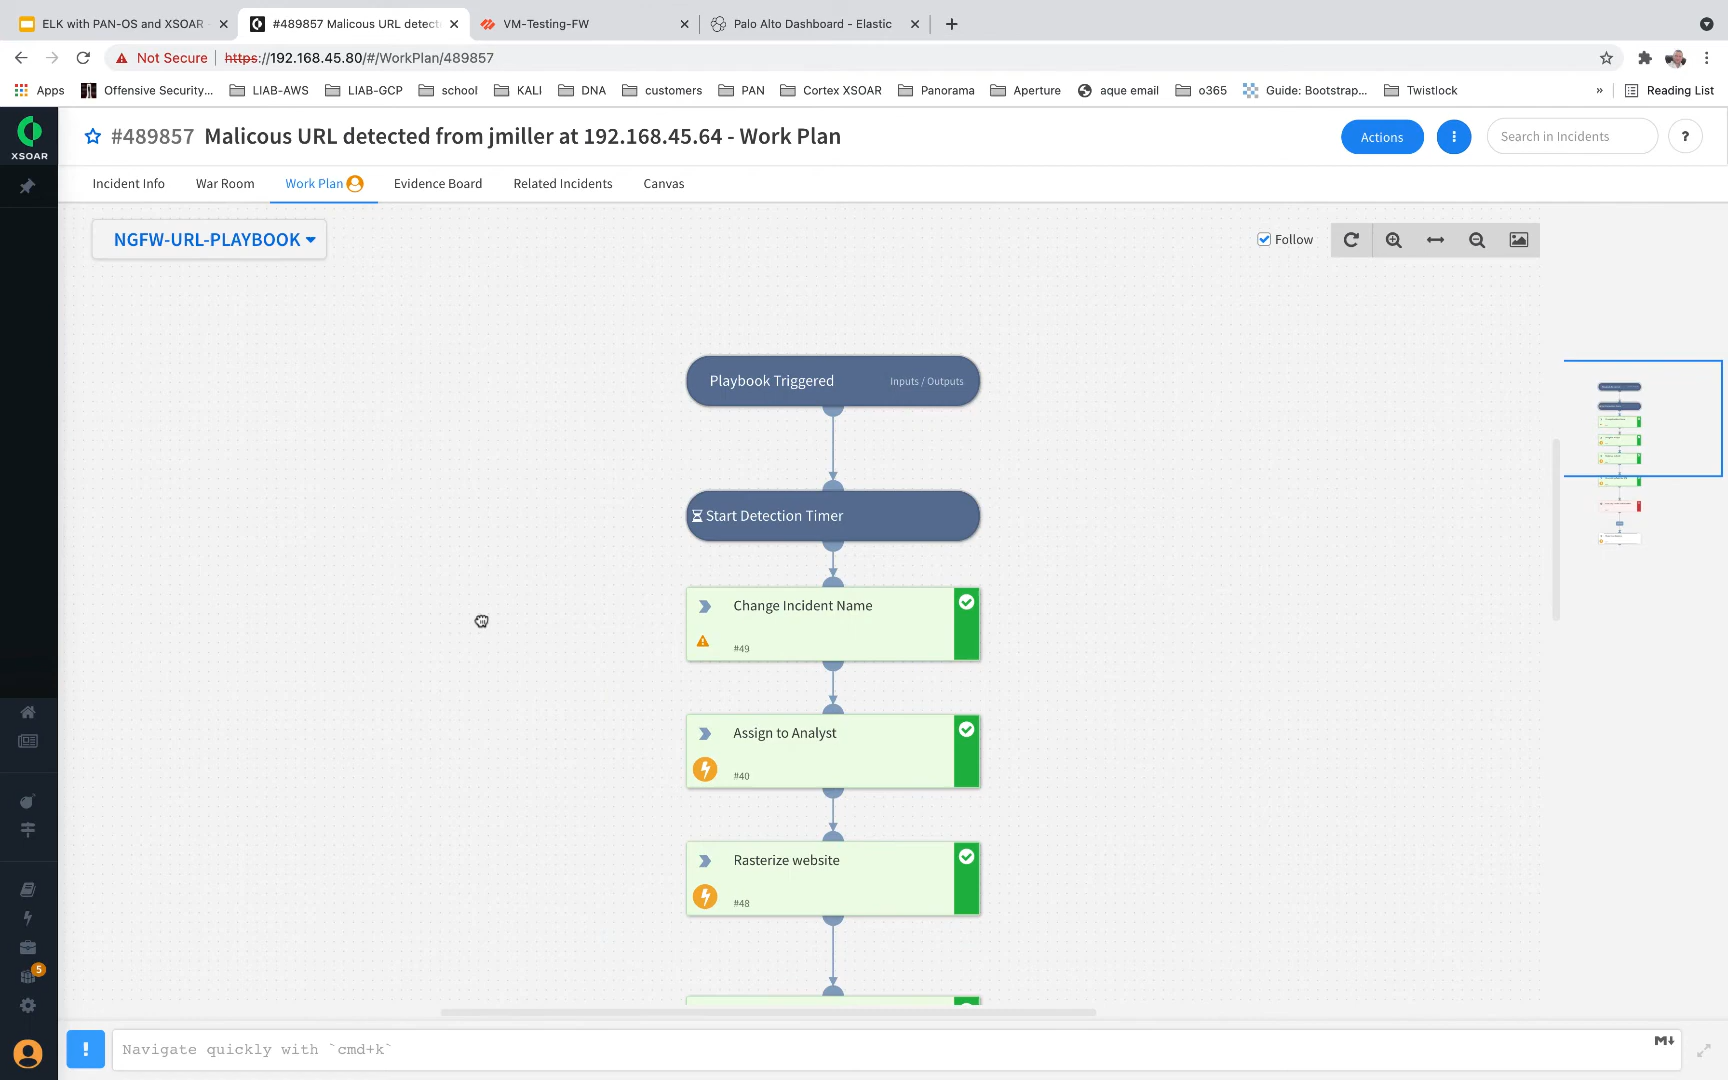 ELK with PAN-OS and XSOAR
#489857 Malicous URL detect
VM-Testing-FW
Palo Alto Dashboard - Elastic
Not Secure
https://192.168.45.80/#/WorkPlan/489857
Apps
Offensive Security...
LIAB-AWS
LIAB-GCP
school
KALI
DNA
customers
PAN
Cortex XSOAR
Panorama
Aperture
aque email
o365
Guide: Bootstrap...
Twistlock
»
Reading List
XSOAR
#489857 Malicous URL detected from jmiller at 192.168.45.64 - Work Plan
Actions
Search in Incidents
?
Incident Info
War Room
Work Plan
Evidence Board
Related Incidents
Canvas
NGFW-URL-PLAYBOOK
Follow
Playbook Triggered
Inputs / Outputs
Start Detection Timer
Change Incident Name
#49
Assign to Analyst
#40
Rasterize website
#48
5
!
Navigate quickly with `cmd+k`
M